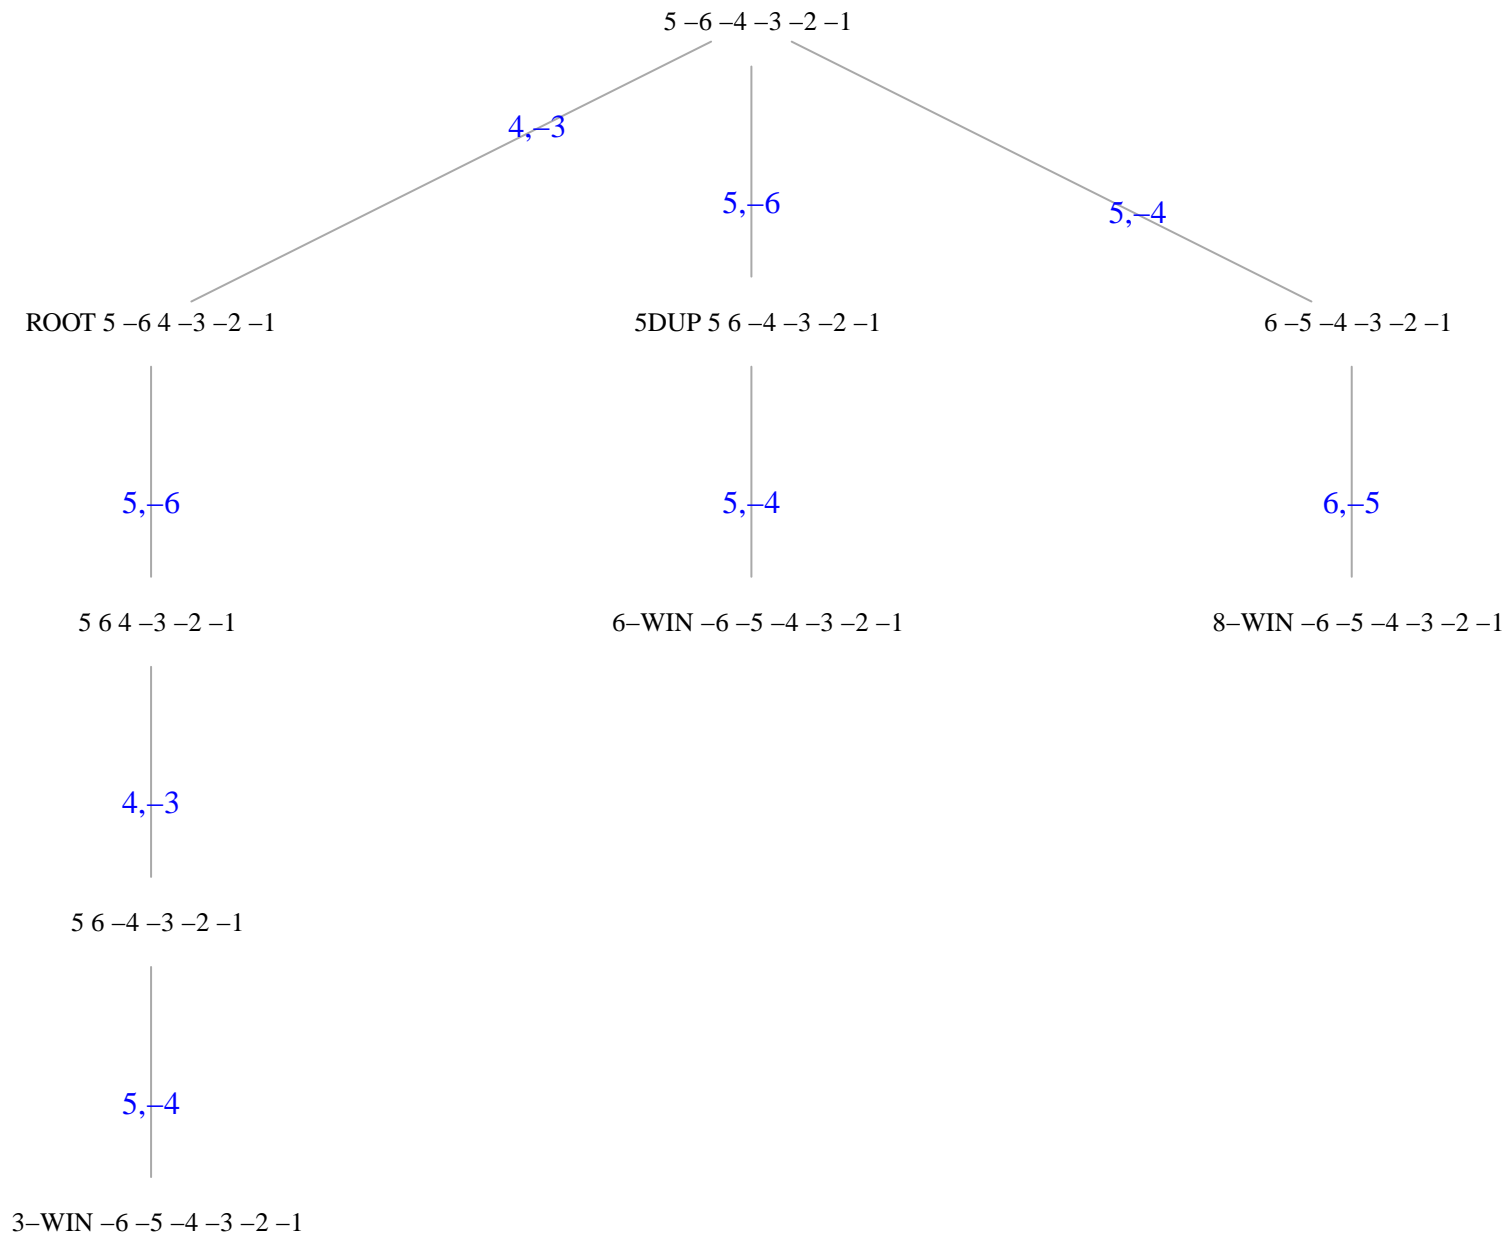 5 –6 –4 –3 –2 –1
4,–3
5,–6
5,–4
ROOT 5 –6 4 –3 –2 –1
5DUP 5 6 –4 –3 –2 –1
6 –5 –4 –3 –2 –1
5,–6
5,–4
6,–5
5 6 4 –3 –2 –1
6–WIN –6 –5 –4 –3 –2 –1
8–WIN –6 –5 –4 –3 –2 –1
4,–3
5 6 –4 –3 –2 –1
5,–4
3–WIN –6 –5 –4 –3 –2 –1